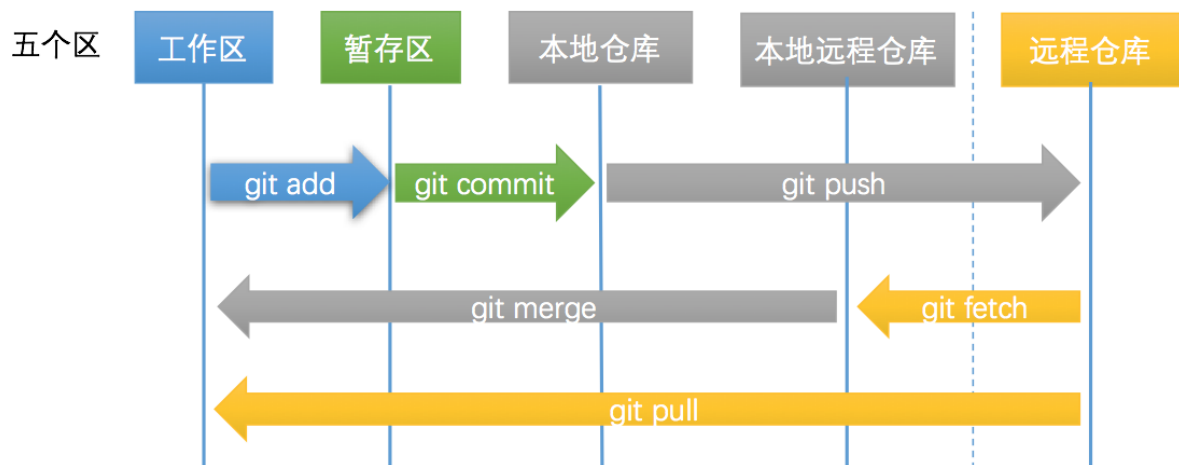 五个区
工作区
暂存区
本地仓库
本地远程仓库
远程仓库
git add
git commit
git push
git merge
git fetch
git pull